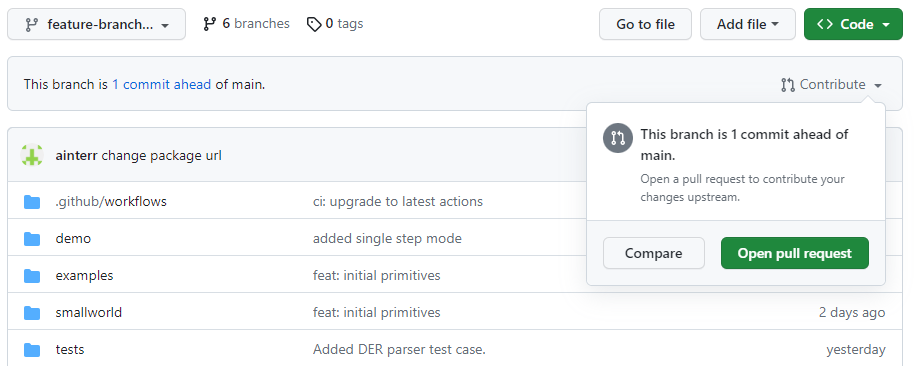 feature-branch... 6 branches 0 tags Go to file Add file Code
This branch is 1 commit ahead of main. Contribute
This branch is 1 commit ahead of
main.
Open a pull request to contribute your
changes upstream.
Compare Open pull request
ainterr change package url
.github/workflows ci: upgrade to latest actions
demo added single step mode
examples feat: initial primitives
smallworld feat: initial primitives 2 days ago
tests Added DER parser test case. yesterday